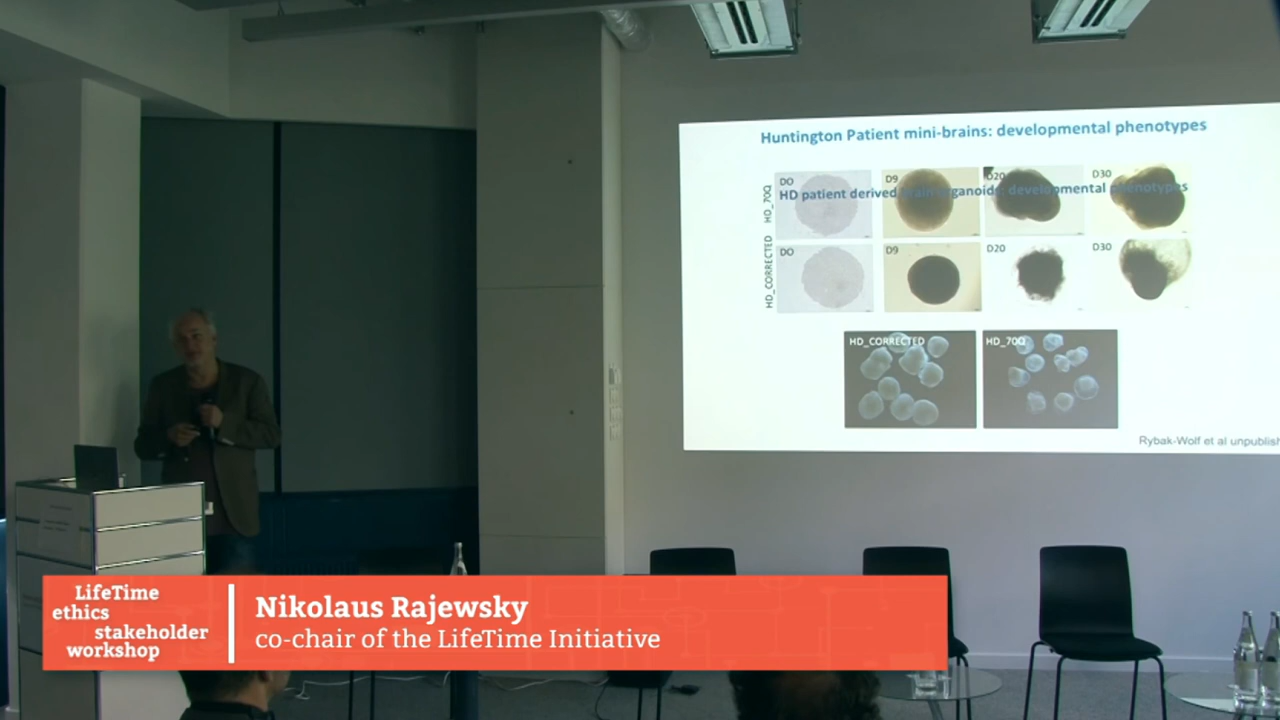 Huntington Patient mini-brains: developmental phenotypes
HD patient derived brain organoids: developmental phenotypes
HD_70Q
D0
D9
D20
D30
HD_CORRECTED
D0
D9
D20
D30
HD_CORRECTED
HD_70Q
Rybak-Wolf et al unpublish
LifeTime
ethics
stakeholder
workshop
Nikolaus Rajewsky
co-chair of the LifeTime Initiative